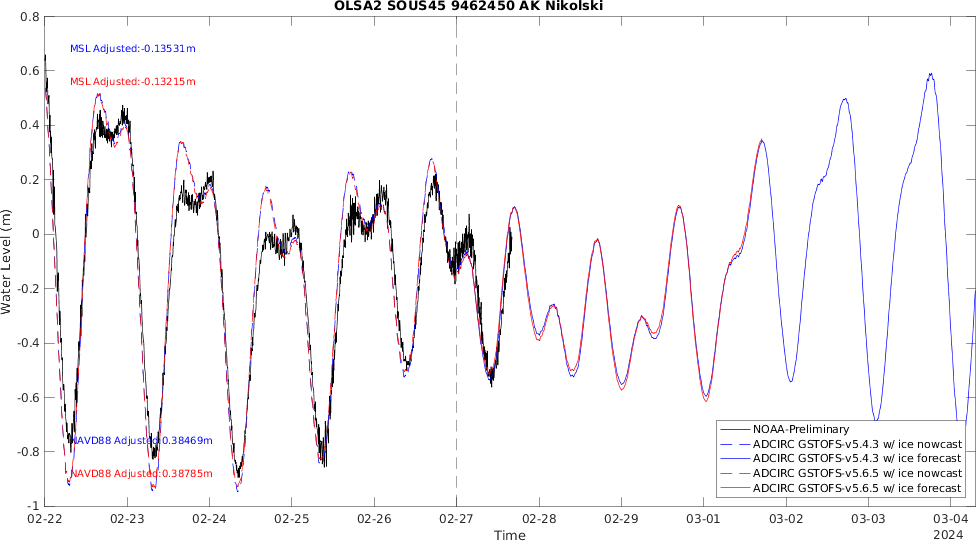 OLSA2 SOUS45 9462450 AK Nikolski
0.8
0.6
0.4
0.2
0
-0.2
-0.4
-0.6
-0.8
-1
Water Level (m)
MSL Adjusted:-0.13531m
MSL Adjusted:-0.13215m
NAVD88 Adjusted:0.38469m
NAVD88 Adjusted:0.38785m
NOAA-Preliminary
ADCIRC GSTOFS-v5.4.3 w/ ice nowcast
ADCIRC GSTOFS-v5.4.3 w/ ice forecast
ADCIRC GSTOFS-v5.6.5 w/ ice nowcast
ADCIRC GSTOFS-v5.6.5 w/ ice forecast
02-22 02-23 02-24 02-25 02-26 02-27 02-28 02-29 03-01 03-02 03-03 03-04
Time
2024